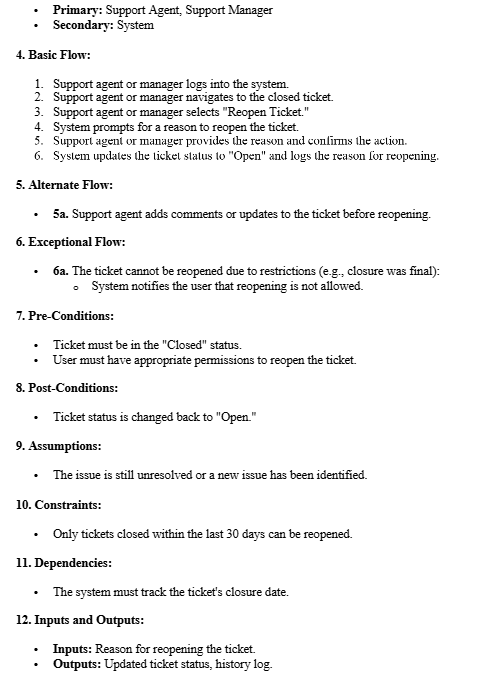 • Primary: Support Agent, Support Manager
• Secondary: System
4. Basic Flow:
1. Support agent or manager logs into the system.
2. Support agent or manager navigates to the closed ticket.
3. Support agent or manager selects "Reopen Ticket."
4. System prompts for a reason to reopen the ticket.
5. Support agent or manager provides the reason and confirms the action.
6. System updates the ticket status to "Open" and logs the reason for reopening.
5. Alternate Flow:
• 5a. Support agent adds comments or updates to the ticket before reopening.
6. Exceptional Flow:
• 6a. The ticket cannot be reopened due to restrictions (e.g., closure was final):
o System notifies the user that reopening is not allowed.
7. Pre-Conditions:
• Ticket must be in the "Closed" status.
• User must have appropriate permissions to reopen the ticket.
8. Post-Conditions:
• Ticket status is changed back to "Open."
9. Assumptions:
• The issue is still unresolved or a new issue has been identified.
10. Constraints:
• Only tickets closed within the last 30 days can be reopened.
11. Dependencies:
• The system must track the ticket's closure date.
12. Inputs and Outputs:
• Inputs: Reason for reopening the ticket.
• Outputs: Updated ticket status, history log.